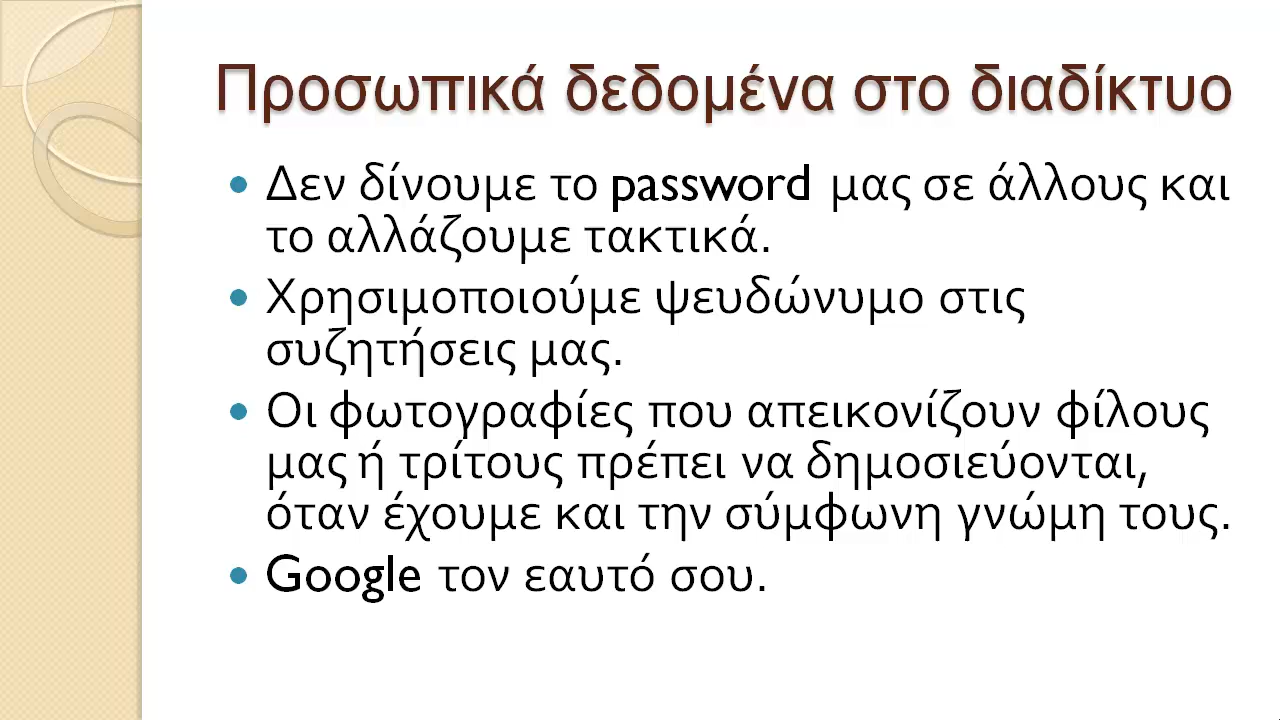 Προσωπικά δεδομένα στο διαδίκτυο
• Δεν δίνουμε το password μας σε άλλους και
το αλλάζουμε τακτικά.
• Χρησιμοποιούμε ψευδώνυμο στις
συζητήσεις μας.
• Οι φωτογραφίες που απεικονίζουν φίλους
μας ή τρίτους πρέπει να δημοσιεύονται,
όταν έχουμε και την σύμφωνη γνώμη τους.
• Google τον εαυτό σου.